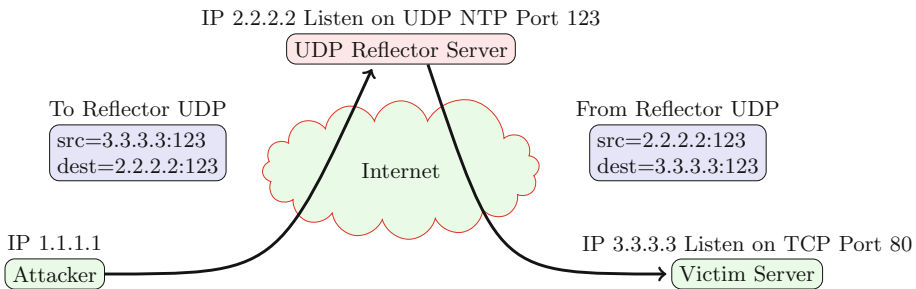 IP 2.2.2.2 Listen on UDP NTP Port 123
UDP Reflector Server
To Reflector UDP
src=3.3.3.3:123
dest=2.2.2.2:123
From Reflector UDP
src=2.2.2.2:123
dest=3.3.3.3:123
Internet
IP 1.1.1.1
Attacker
IP 3.3.3.3 Listen on TCP Port 80
Victim Server